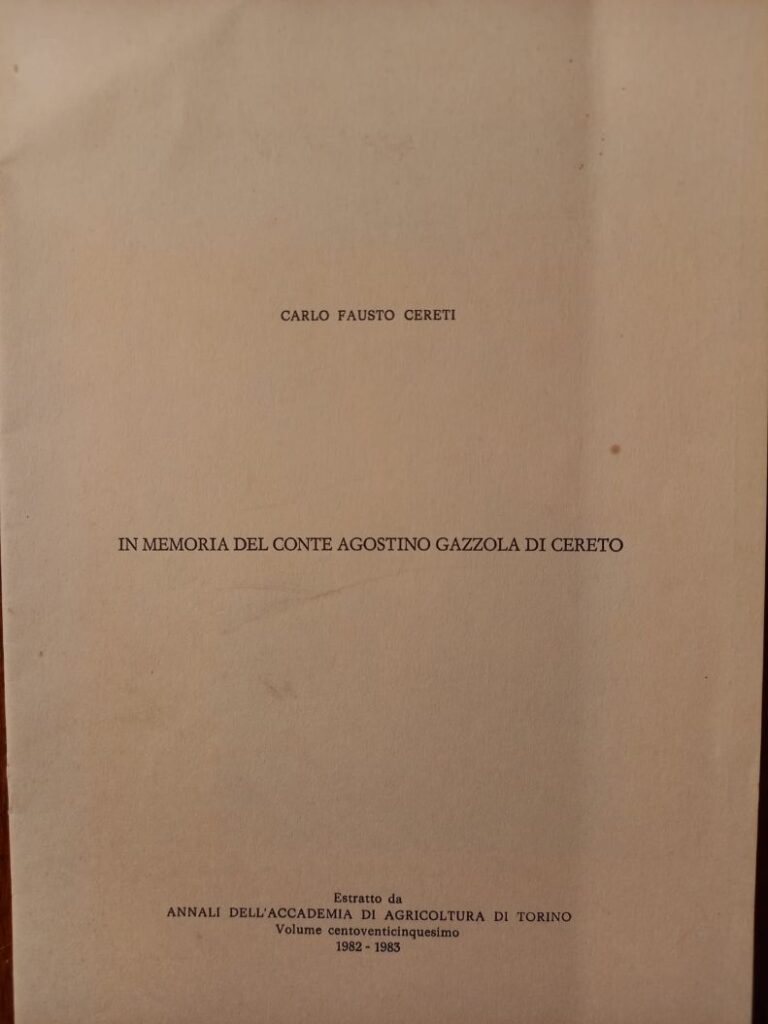 CARLO FAUSTO CERETI
IN MEMORIA DEL CONTE AGOSTINO GAZZOLA DI CERETO
Estratto da
ANNALI DELL'ACCADEMIA DI AGRICOLTURA DI TORINO
Volume centoventicinquesimo
1982 - 1983